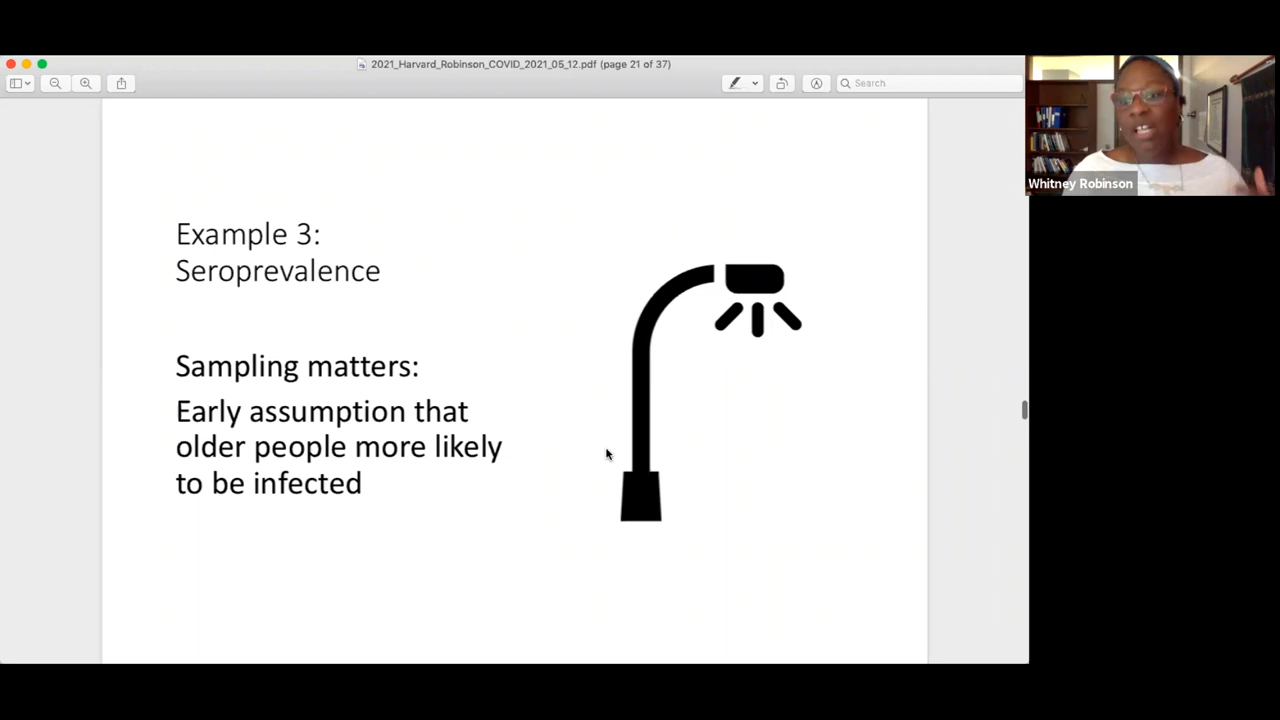 2021_Harvard_Robinson_COVID_2021_05_12.pdf (page 21 of 37)
Search
Whitney Robinson
Example 3:
Seroprevalence
Sampling matters:
Early assumption that
older people more likely
to be infected